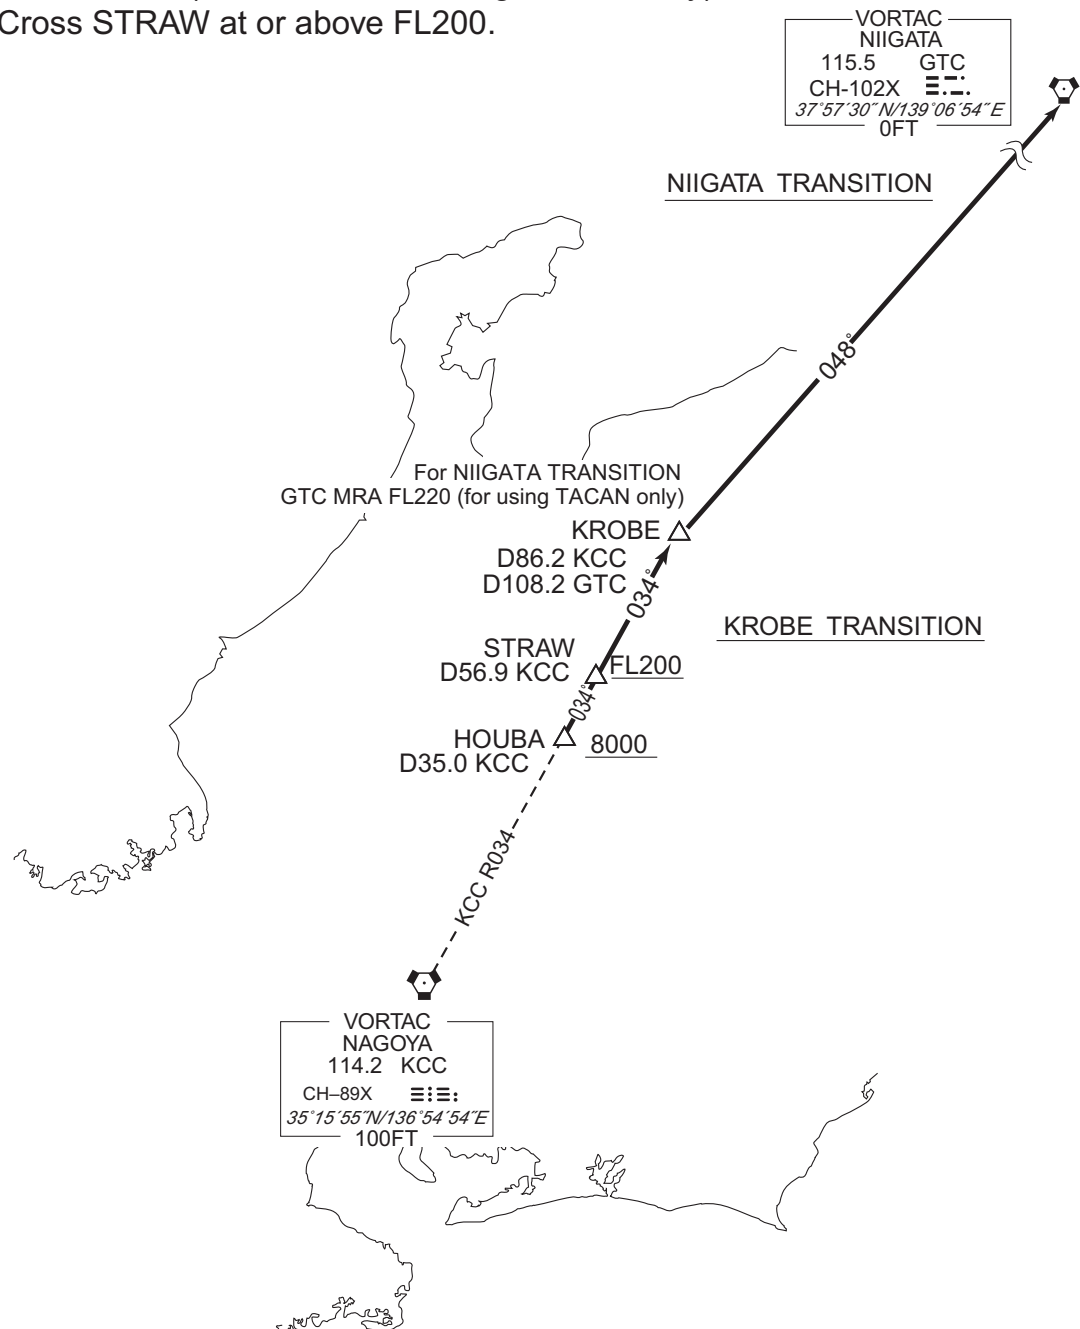 Cross STRAW at or above FL200.
VORTAC
NIIGATA
115.5 GTC
CH-102X
37°57′30″N/139°06′54″E
0FT
NIIGATA TRANSITION
048°
For NIIGATA TRANSITION
GTC MRA FL220 (for using TACAN only)
KROBE
D86.2 KCC
D108.2 GTC
034°
KROBE TRANSITION
STRAW
D56.9 KCC
FL200
034°
HOUBA
D35.0 KCC
8000
KCC R034
VORTAC
NAGOYA
114.2 KCC
CH–89X
35°15′55″N/136°54′54″E
100FT